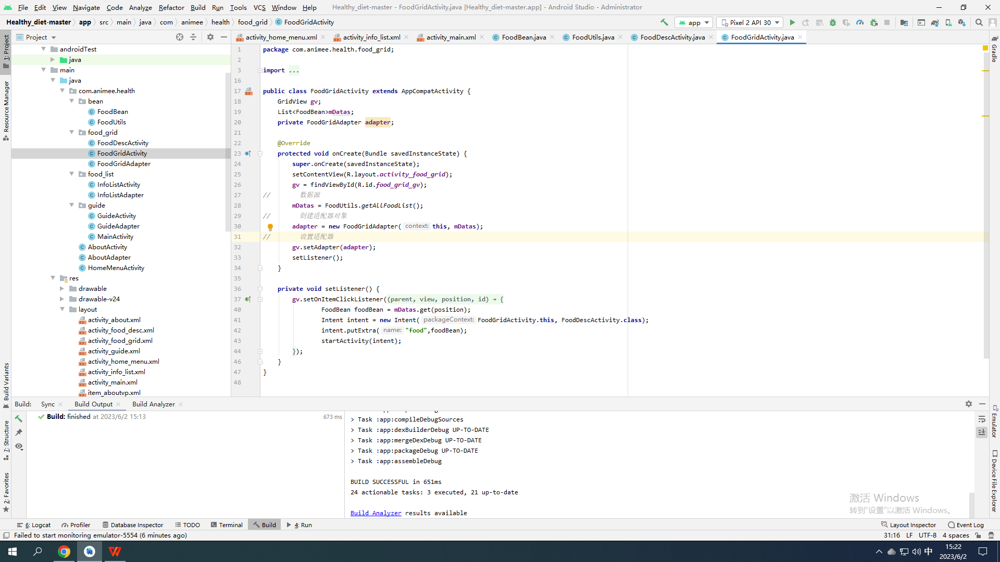 File Edit View Navigate Code Analyze Refactor Build Run Tools VCS Window Help Healthy_diet-master - FoodGridActivity.java [Healthy_diet-master.app] - Android Studio - Administrator
Healthy_diet-master app src main java com animee health food_grid FoodGridActivity app Pixel 2 API 30
Project activity_home_menu.xml activity_info_list.xml activity_main.xml FoodBean.java FoodUtils.java FoodDescActivity.java FoodGridActivity.java
1: Project
Resource Manager
Build Variants
7: Structure
2: Favorites
androidTest
java
main
java
com.animee.health
bean
FoodBean
FoodUtils
food_grid
FoodDescActivity
FoodGridActivity
FoodGridAdapter
food_list
InfoListActivity
InfoListAdapter
guide
GuideActivity
GuideAdapter
MainActivity
AboutActivity
AboutAdapter
HomeMenuActivity
res
drawable
drawable-v24
layout
activity_about.xml
activity_food_desc.xml
activity_food_grid.xml
activity_guide.xml
activity_home_menu.xml
activity_info_list.xml
activity_main.xml
item_aboutvp.xml
1 package com.animee.health.food_grid;
2
3 import ...
16
17 public class FoodGridActivity extends AppCompatActivity {
18 GridView gv;
19 List<FoodBean>mDatas;
20 private FoodGridAdapter adapter;
21
22 @Override
23 protected void onCreate(Bundle savedInstanceState) {
24 super.onCreate(savedInstanceState);
25 setContentView(R.layout.activity_food_grid);
26 gv = findViewById(R.id.food_grid_gv);
27 // 数据源
28 mDatas = FoodUtils.getAllFoodList();
29 // 创建适配器对象
30 adapter = new FoodGridAdapter( context: this, mDatas);
31 // 设置适配器
32 gv.setAdapter(adapter);
33 setListener();
34 }
35
36 private void setListener() {
37 gv.setOnItemClickListener((parent, view, position, id) → {
40 FoodBean foodBean = mDatas.get(position);
41 Intent intent = new Intent( packageContext: FoodGridActivity.this, FoodDescActivity.class);
42 intent.putExtra( name: "food",foodBean);
43 startActivity(intent);
44 });
46 }
47 }
48
Gradle
Emulator
Device File Explorer
Build: Sync Build Output Build Analyzer
Build: finished at 2023/6/2 15:13 673 ms
> Task :app:compileDebugSources
> Task :app:dexBuilderDebug UP-TO-DATE
> Task :app:mergeDexDebug UP-TO-DATE
> Task :app:packageDebug UP-TO-DATE
> Task :app:assembleDebug
BUILD SUCCESSFUL in 651ms
24 actionable tasks: 3 executed, 21 up-to-date
Build Analyzer results available
激活 Windows
转到"设置"以激活 Windows。
6: Logcat Profiler Database Inspector TODO Terminal Build 4: Run Layout Inspector Event Log
Failed to start monitoring emulator-5554 (6 minutes ago) 31:16 LF UTF-8 4 spaces
中 15:22
2023/6/2